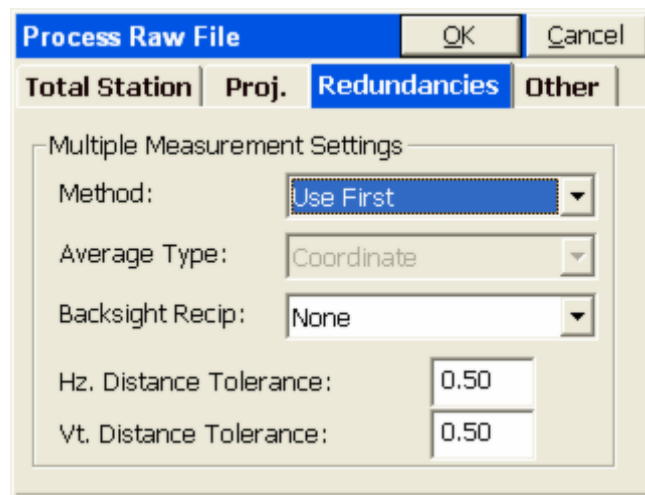 Process Raw File OK Cancel
Total Station Proj. Redundancies Other
Multiple Measurement Settings
Method: Use First
Average Type: Coordinate
Backsight Recip: None
Hz. Distance Tolerance: 0.50
Vt. Distance Tolerance: 0.50